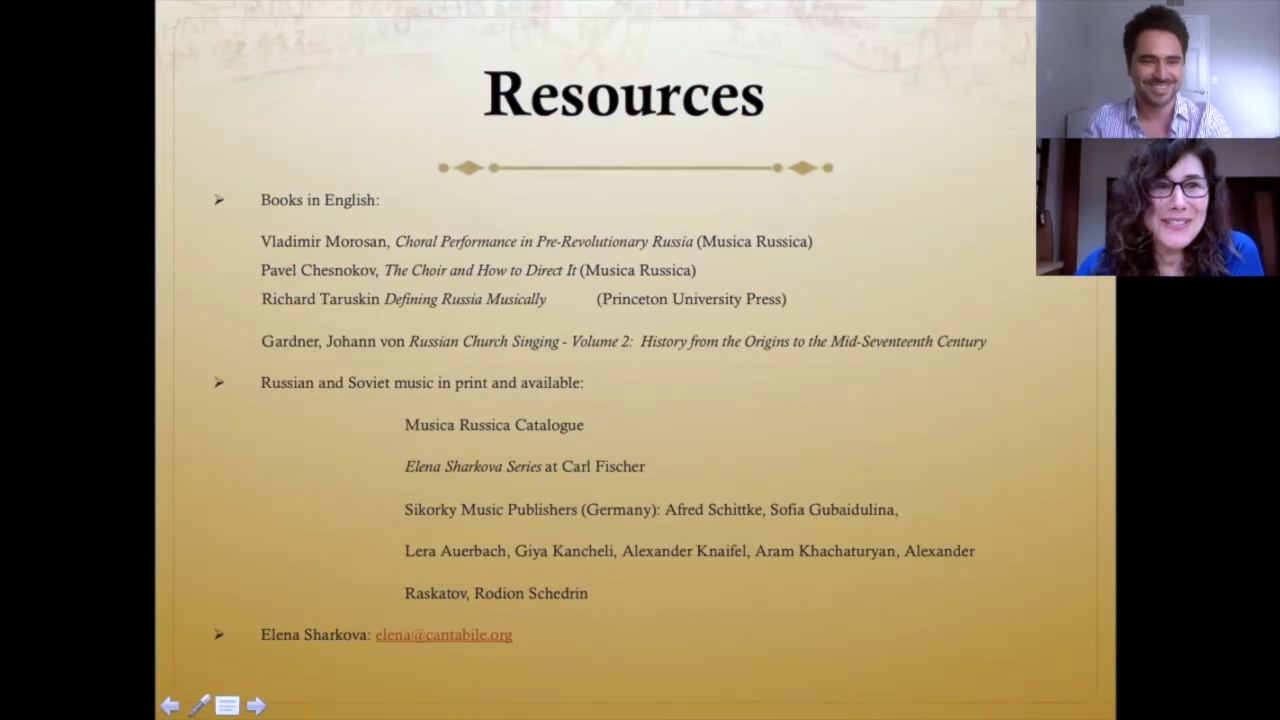 Resources
Books in English:
Vladimir Morosan, Choral Performance in Pre-Revolutionary Russia (Musica Russica)
Pavel Chesnokov, The Choir and How to Direct It (Musica Russica)
Richard Taruskin Defining Russia Musically (Princeton University Press)
Gardner, Johann von Russian Church Singing - Volume 2: History from the Origins to the Mid-Seventeenth Century
Russian and Soviet music in print and available:
Musica Russica Catalogue
Elena Sharkova Series at Carl Fischer
Sikorky Music Publishers (Germany): Afred Schittke, Sofia Gubaidulina,
Lera Auerbach, Giya Kancheli, Alexander Knaifel, Aram Khachaturyan, Alexander
Raskatov, Rodion Schedrin
Elena Sharkova: elena@cantabile.org